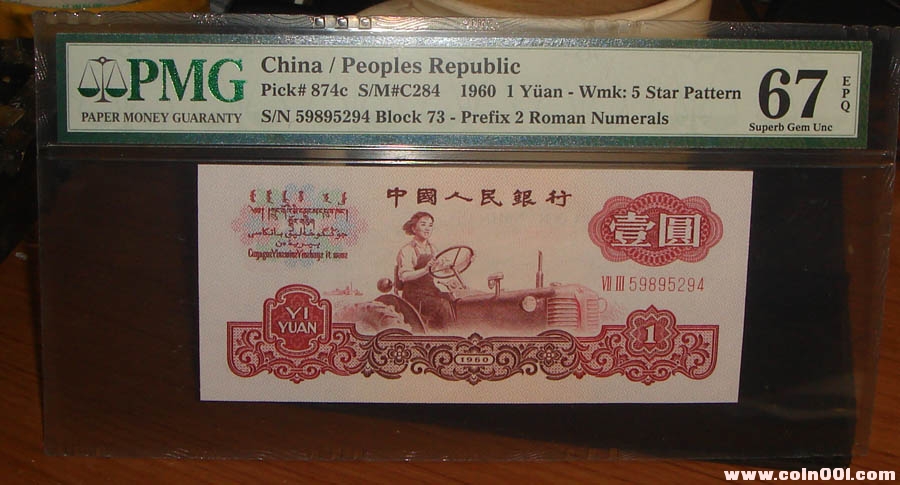 PMG
PAPER MONEY GUARANTY
China / Peoples Republic
Pick# 874c S/M#C284 1960 1 Yüan - Wmk: 5 Star Pattern
S/N 59895294 Block 73 - Prefix 2 Roman Numerals
67
EPQ
Superb Gem Unc
中國人民銀行
壹圓
VII III 59895294
YI
YUAN
1960
1
www.coln001.com